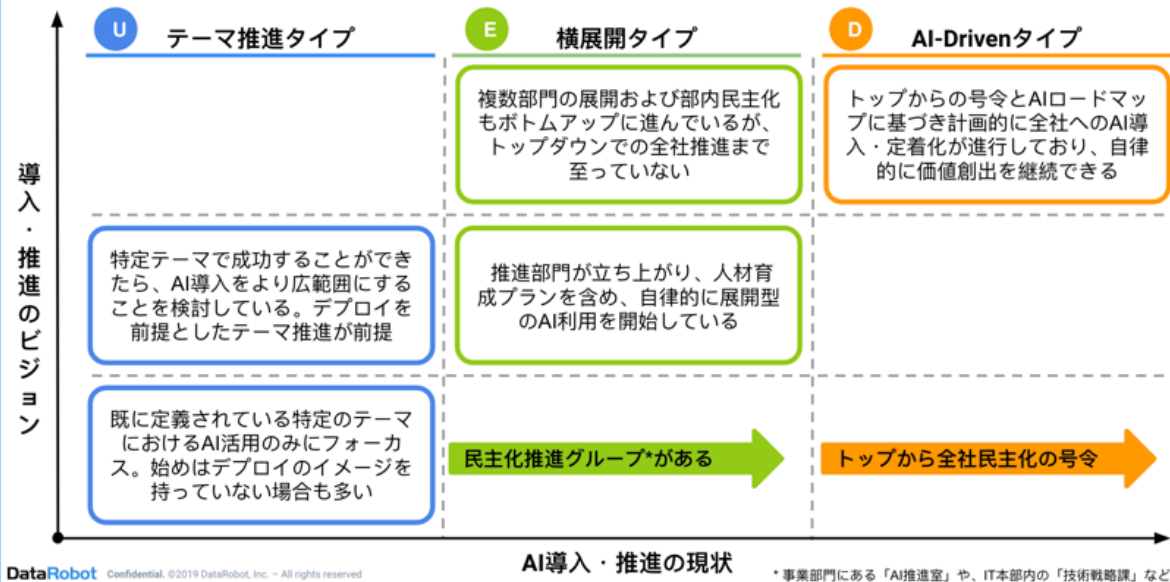 U
テーマ推進タイプ
E
横展開タイプ
D
AI-Drivenタイプ
導入・推進のビジョン
複数部門の展開および部内民主化
もボトムアップに進んでいるが、
トップダウンでの全社推進まで
至っていない
トップからの号令とAIロードマッ
プに基づき計画的に全社へのAI導
入・定着化が進行しており、自律
的に価値創出を継続できる
特定テーマで成功することができ
たら、AI導入をより広範囲にする
ことを検討している。デプロイを
前提としたテーマ推進が前提
推進部門が立ち上がり、人材育
成プランを含め、自律的に展開型
のAI利用を開始している
既に定義されている特定のテーマ
におけるAI活用のみにフォーカ
ス。始めはデプロイのイメージを
持っていない場合も多い
民主化推進グループ*がある
トップから全社民主化の号令
AI導入・推進の現状
DataRobot Confidential. ©2019 DataRobot, Inc. – All rights reserved
* 事業部門にある「AI推進室」や、IT本部内の「技術戦略課」など